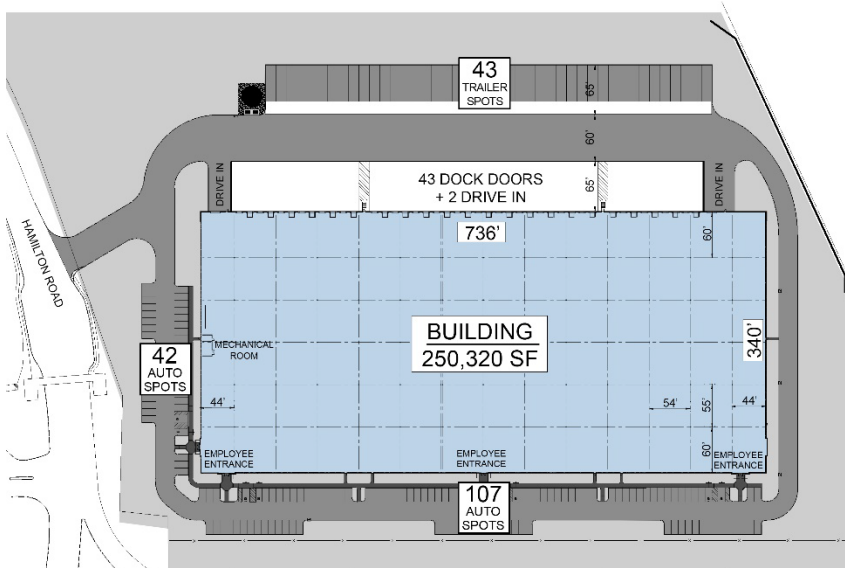 43
TRAILER
SPOTS
65'
60'
DRIVE IN
43 DOCK DOORS
+ 2 DRIVE IN
65'
DRIVE IN
736'
60'
HAMILTON ROAD
MECHANICAL
ROOM
BUILDING
250,320 SF
340'
42
AUTO
SPOTS
44'
54'
55'
44'
60'
EMPLOYEE
ENTRANCE
EMPLOYEE
ENTRANCE
EMPLOYEE
ENTRANCE
107
AUTO
SPOTS